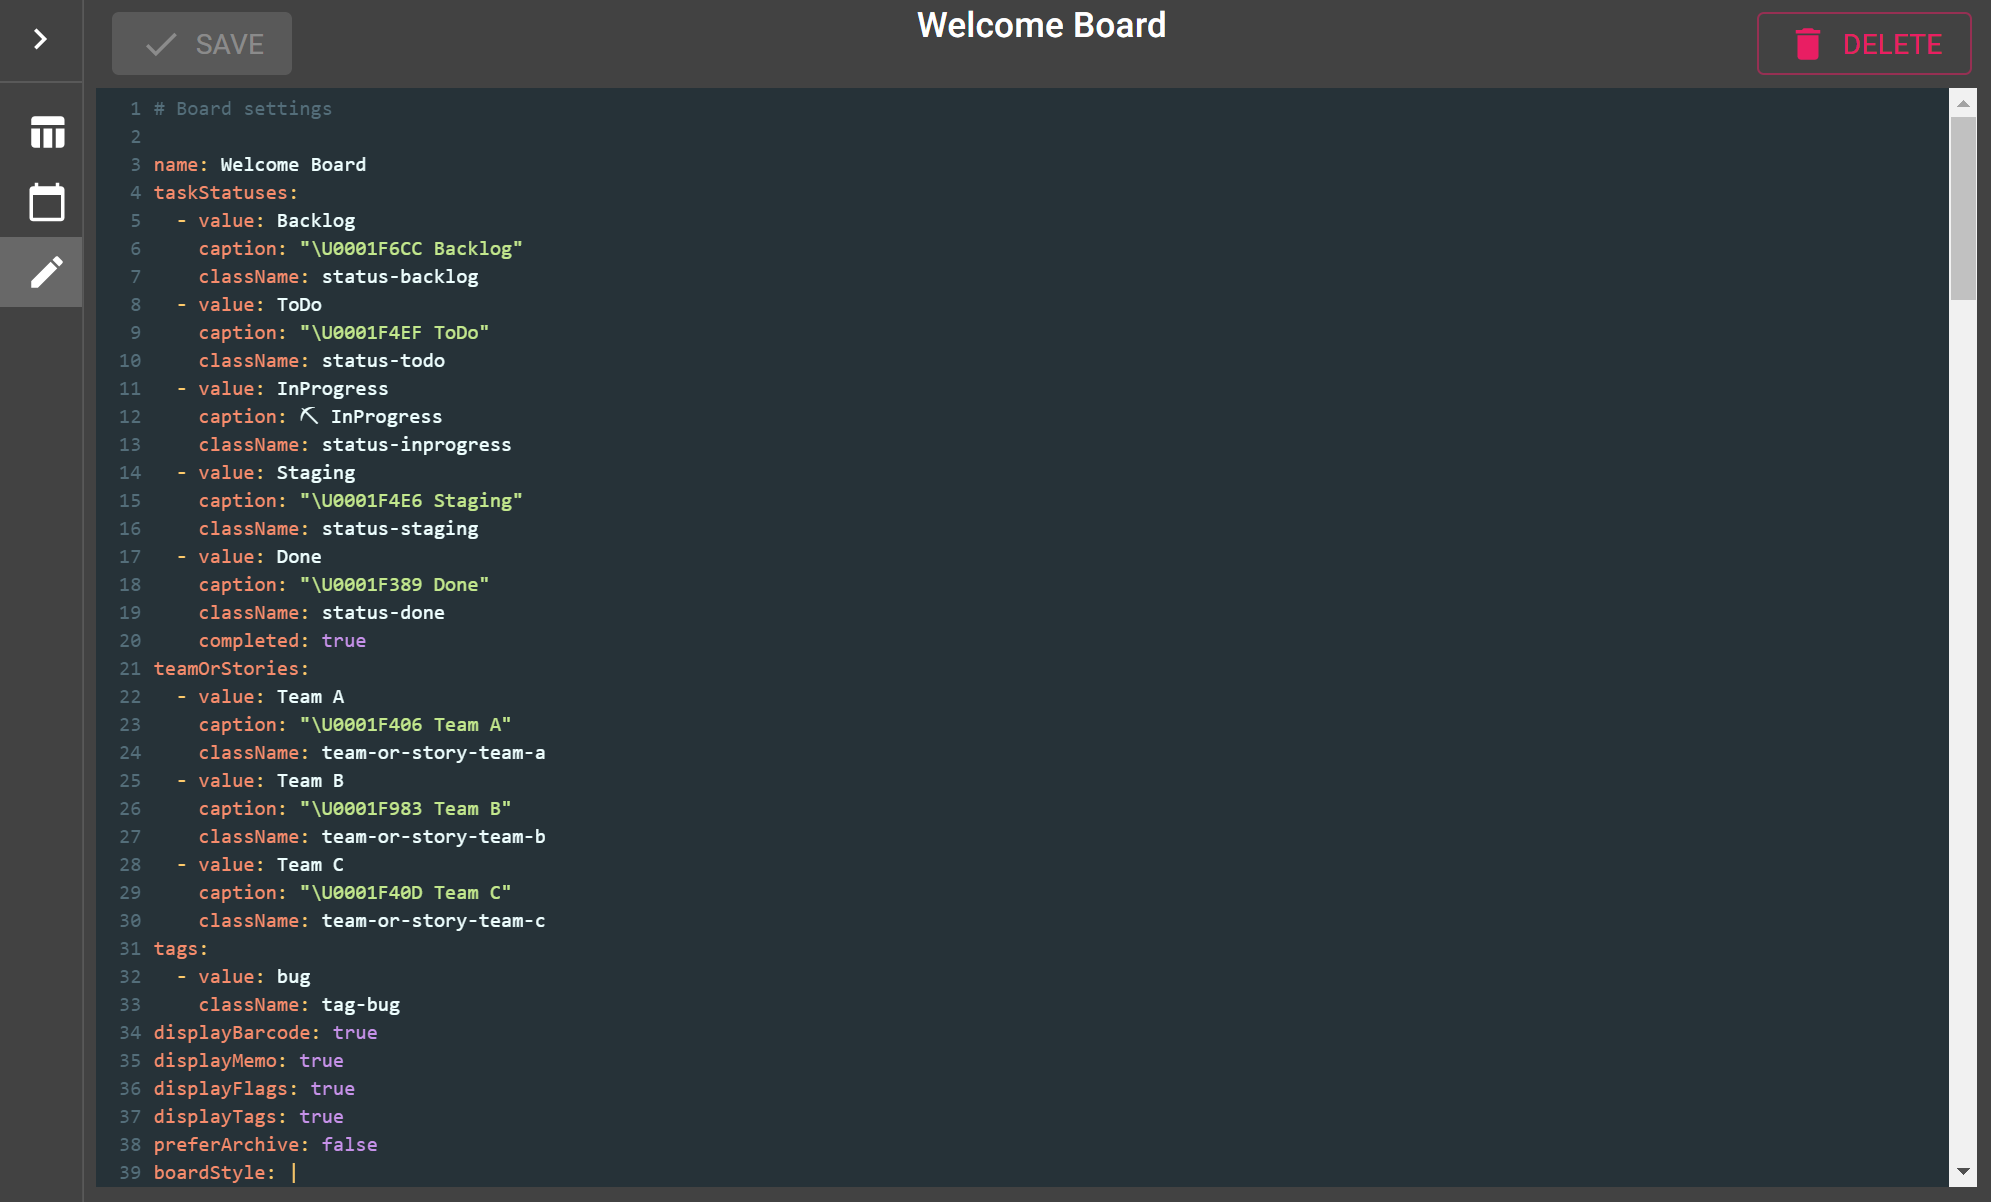 SAVE
Welcome Board
DELETE
1 # Board settings
2
3 name: Welcome Board
4 taskStatuses:
5   - value: Backlog
6     caption: "\U0001F6CC Backlog"
7     className: status-backlog
8   - value: ToDo
9     caption: "\U0001F4EF ToDo"
10     className: status-todo
11   - value: InProgress
12     caption: ⛏ InProgress
13     className: status-inprogress
14   - value: Staging
15     caption: "\U0001F4E6 Staging"
16     className: status-staging
17   - value: Done
18     caption: "\U0001F389 Done"
19     className: status-done
20     completed: true
21 teamOrStories:
22   - value: Team A
23     caption: "\U0001F406 Team A"
24     className: team-or-story-team-a
25   - value: Team B
26     caption: "\U0001F983 Team B"
27     className: team-or-story-team-b
28   - value: Team C
29     caption: "\U0001F40D Team C"
30     className: team-or-story-team-c
31 tags:
32   - value: bug
33     className: tag-bug
34 displayBarcode: true
35 displayMemo: true
36 displayFlags: true
37 displayTags: true
38 preferArchive: false
39 boardStyle: |